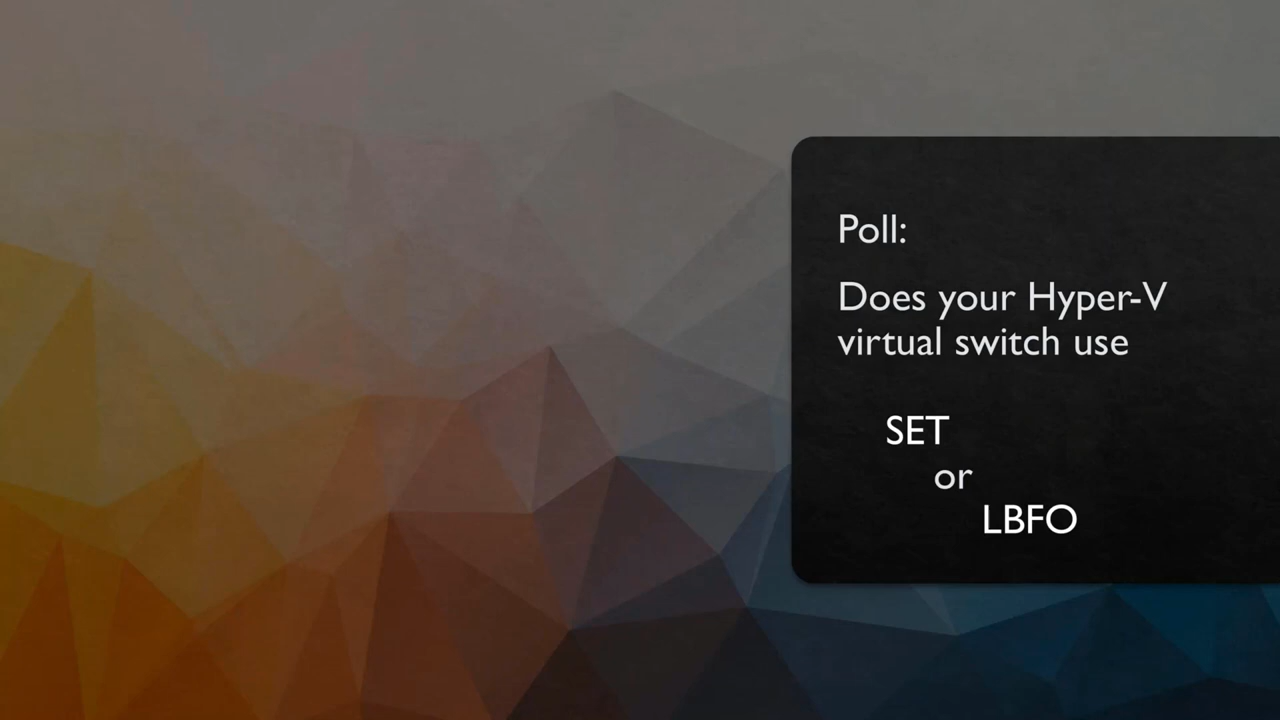 Poll:
Does your Hyper-V
virtual switch use
SET
or
LBFO